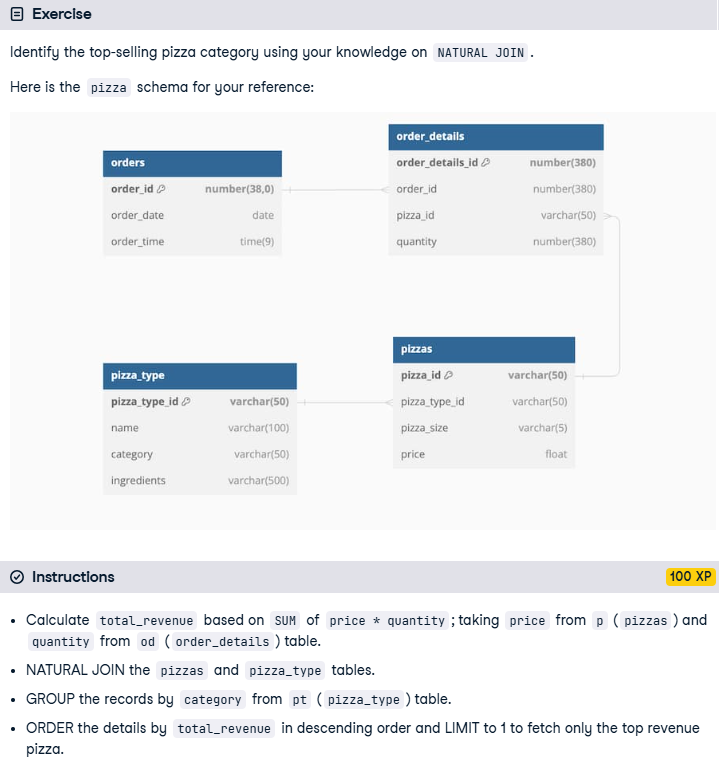 Exercise
Identify the top-selling pizza category using your knowledge on NATURAL JOIN .
Here is the pizza schema for your reference:
orders
order_id number(38,0)
order_date date
order_time time(9)
order_details
order_details_id number(380)
order_id number(380)
pizza_id varchar(50)
quantity number(380)
pizza_type
pizza_type_id varchar(50)
name varchar(100)
category varchar(50)
ingredients varchar(500)
pizzas
pizza_id varchar(50)
pizza_type_id varchar(50)
pizza_size varchar(5)
price float
Instructions
100 XP
• Calculate total_revenue based on SUM of price * quantity ; taking price from p ( pizzas ) and
quantity from od ( order_details ) table.
• NATURAL JOIN the pizzas and pizza_type tables.
• GROUP the records by category from pt ( pizza_type ) table.
• ORDER the details by total_revenue in descending order and LIMIT to 1 to fetch only the top revenue
pizza.